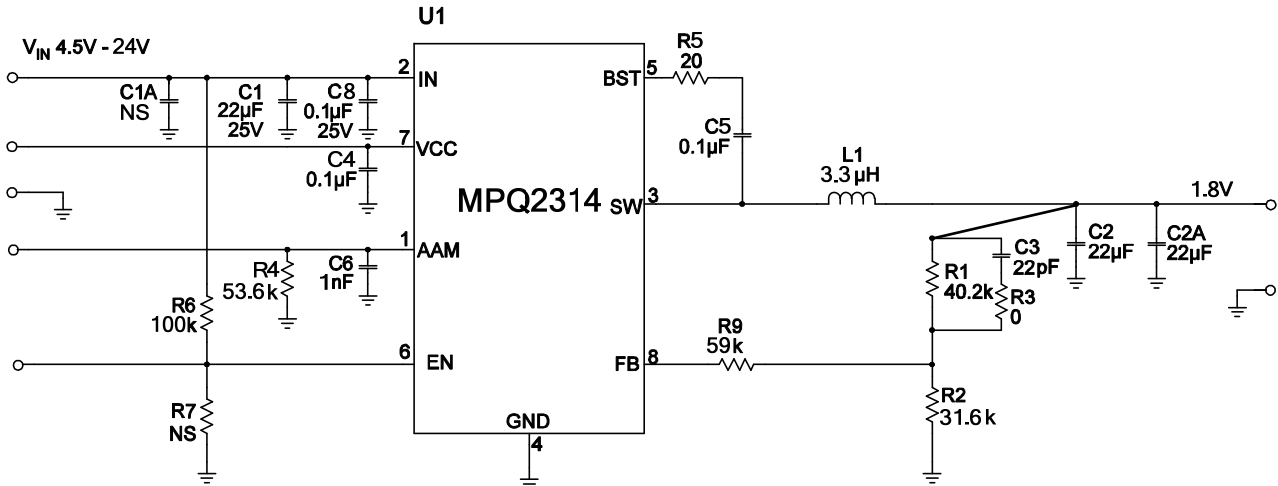 U1
V_IN 4.5V - 24V
C1A
NS
C1
22µF
25V
C8
0.1µF
25V
2
IN
BST
5
R5
20
C5
0.1µF
7
VCC
C4
0.1µF
MPQ2314
SW
3
L1
3.3 µH
1.8V
1
AAM
R4
53.6k
C6
1nF
C3
22pF
R1
40.2k
R3
0
C2
22µF
C2A
22µF
R6
100k
6
EN
FB
8
R9
59k
R7
NS
GND
4
R2
31.6k